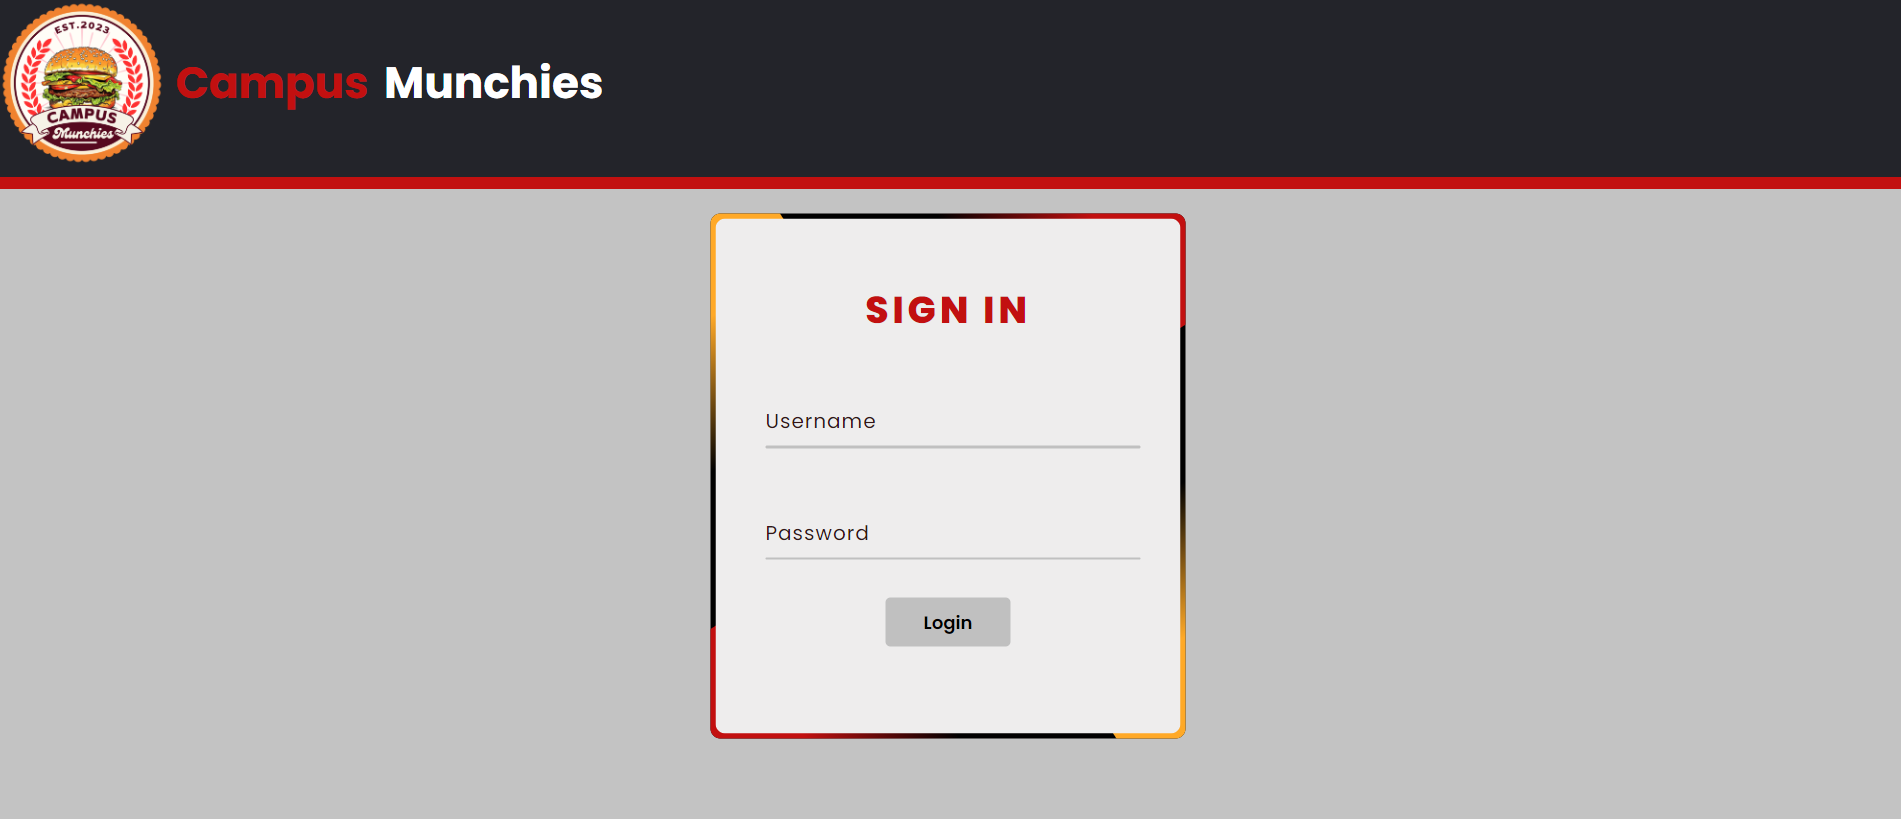 EST.2023
CAMPUS
Munchies
Campus Munchies
SIGN IN
Username
Password
Login